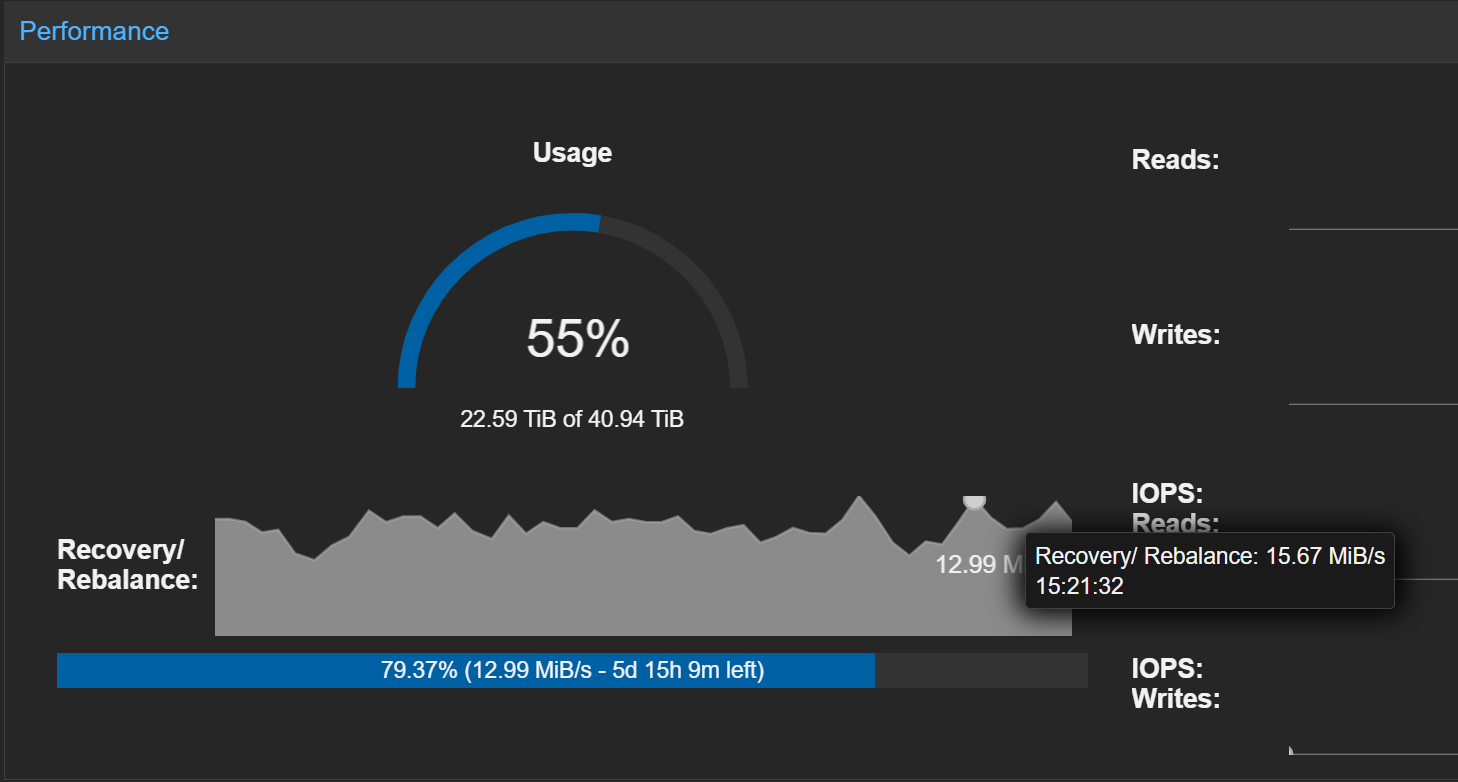 Performance
Usage
55%
22.59 TiB of 40.94 TiB
Recovery/
Rebalance:
12.99 M
79.37% (12.99 MiB/s - 5d 15h 9m left)
Reads:
Writes:
IOPS:
Reads:
Recovery/ Rebalance: 15.67 MiB/s
15:21:32
IOPS:
Writes: